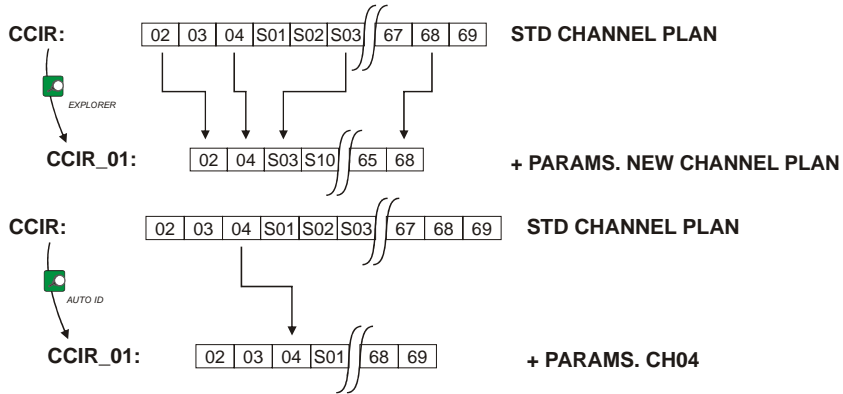 CCIR: 02 03 04 S01 S02 S03 67 68 69 STD CHANNEL PLAN
EXPLORER
CCIR_01: 02 04 S03 S10 65 68 + PARAMS. NEW CHANNEL PLAN
CCIR: 02 03 04 S01 S02 S03 67 68 69 STD CHANNEL PLAN
AUTO ID
CCIR_01: 02 03 04 S01 68 69 + PARAMS. CH04